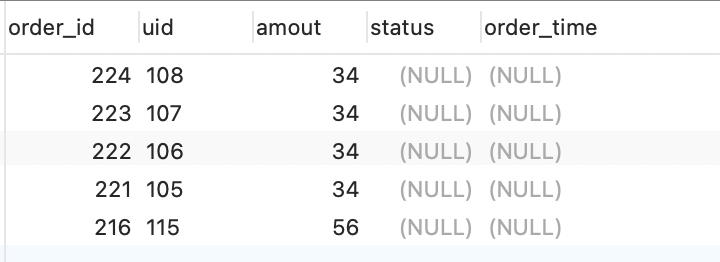 order_id uid amout status order_time
224 108 34 (NULL) (NULL)
223 107 34 (NULL) (NULL)
222 106 34 (NULL) (NULL)
221 105 34 (NULL) (NULL)
216 115 56 (NULL) (NULL)